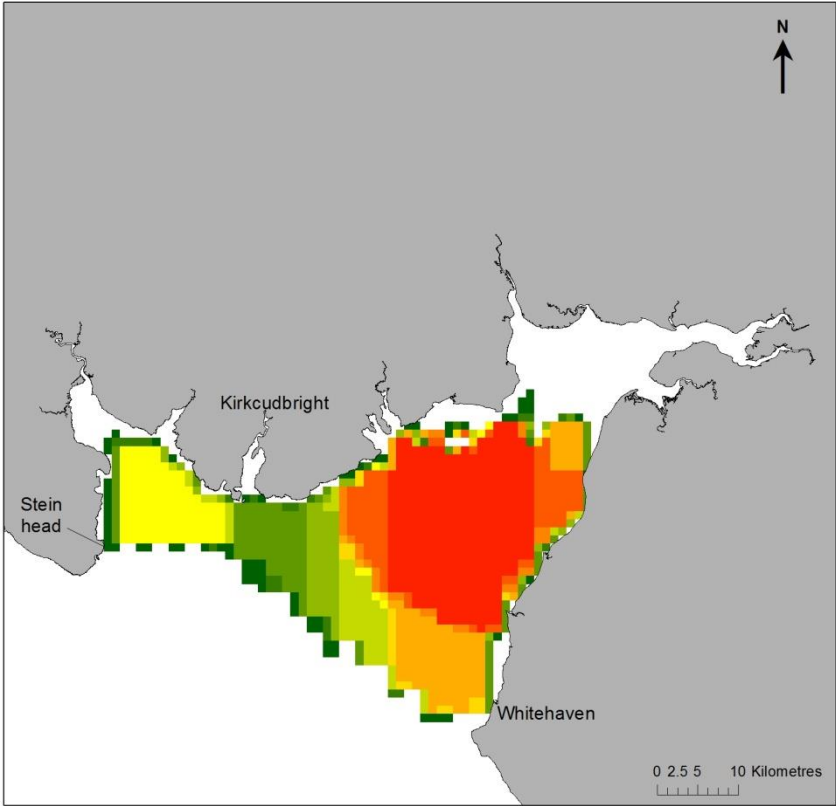 N
Kirkcudbright
Stein
head
Whitehaven
0 2.5 5 10 Kilometres